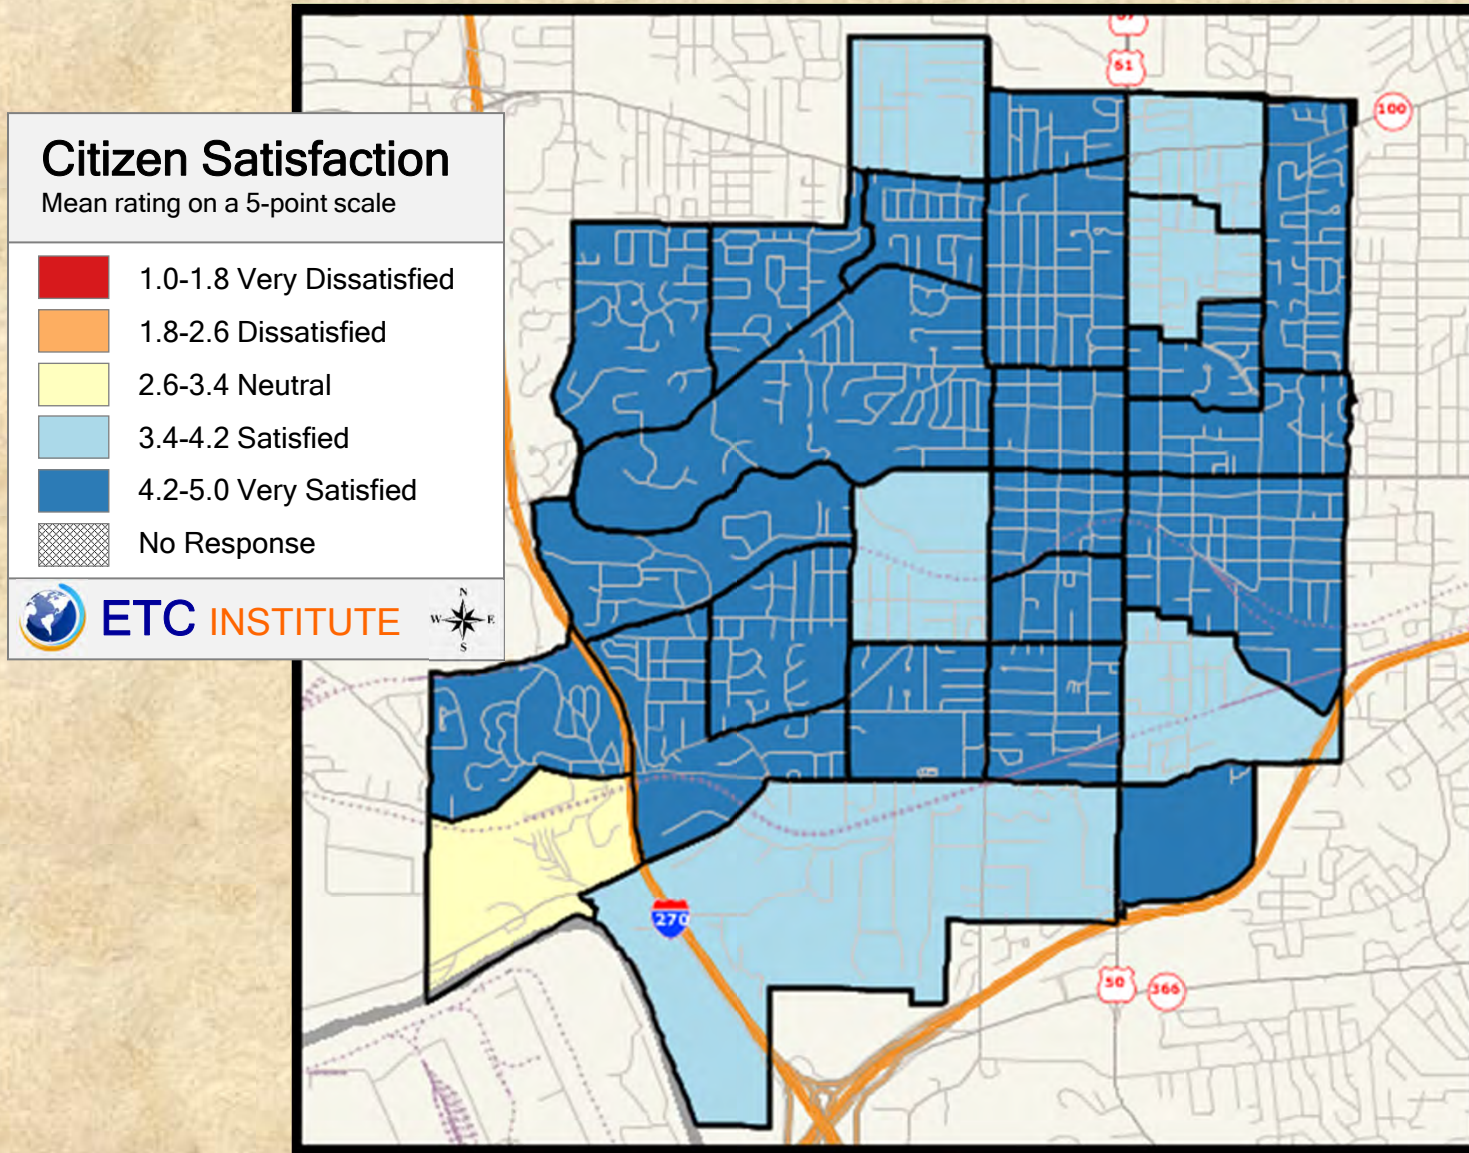 Citizen Satisfaction
Mean rating on a 5-point scale
1.0-1.8 Very Dissatisfied
1.8-2.6 Dissatisfied
2.6-3.4 Neutral
3.4-4.2 Satisfied
4.2-5.0 Very Satisfied
No Response
ETC INSTITUTE
N
W E
S
61
100
270
50
366